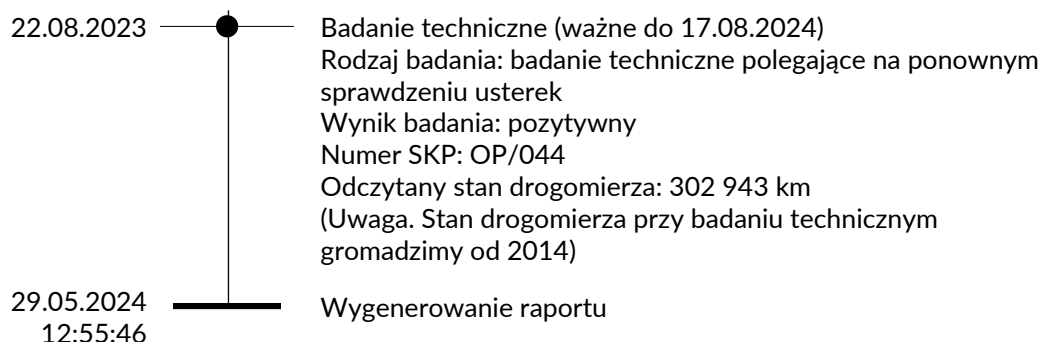 22.08.2023
Badanie techniczne (ważne do 17.08.2024)
Rodzaj badania: badanie techniczne polegające na ponownym
sprawdzeniu usterek
Wynik badania: pozytywny
Numer SKP: OP/044
Odczytany stan drogomierza: 302 943 km
(Uwaga. Stan drogomierza przy badaniu technicznym
gromadzimy od 2014)
29.05.2024
12:55:46
Wygenerowanie raportu